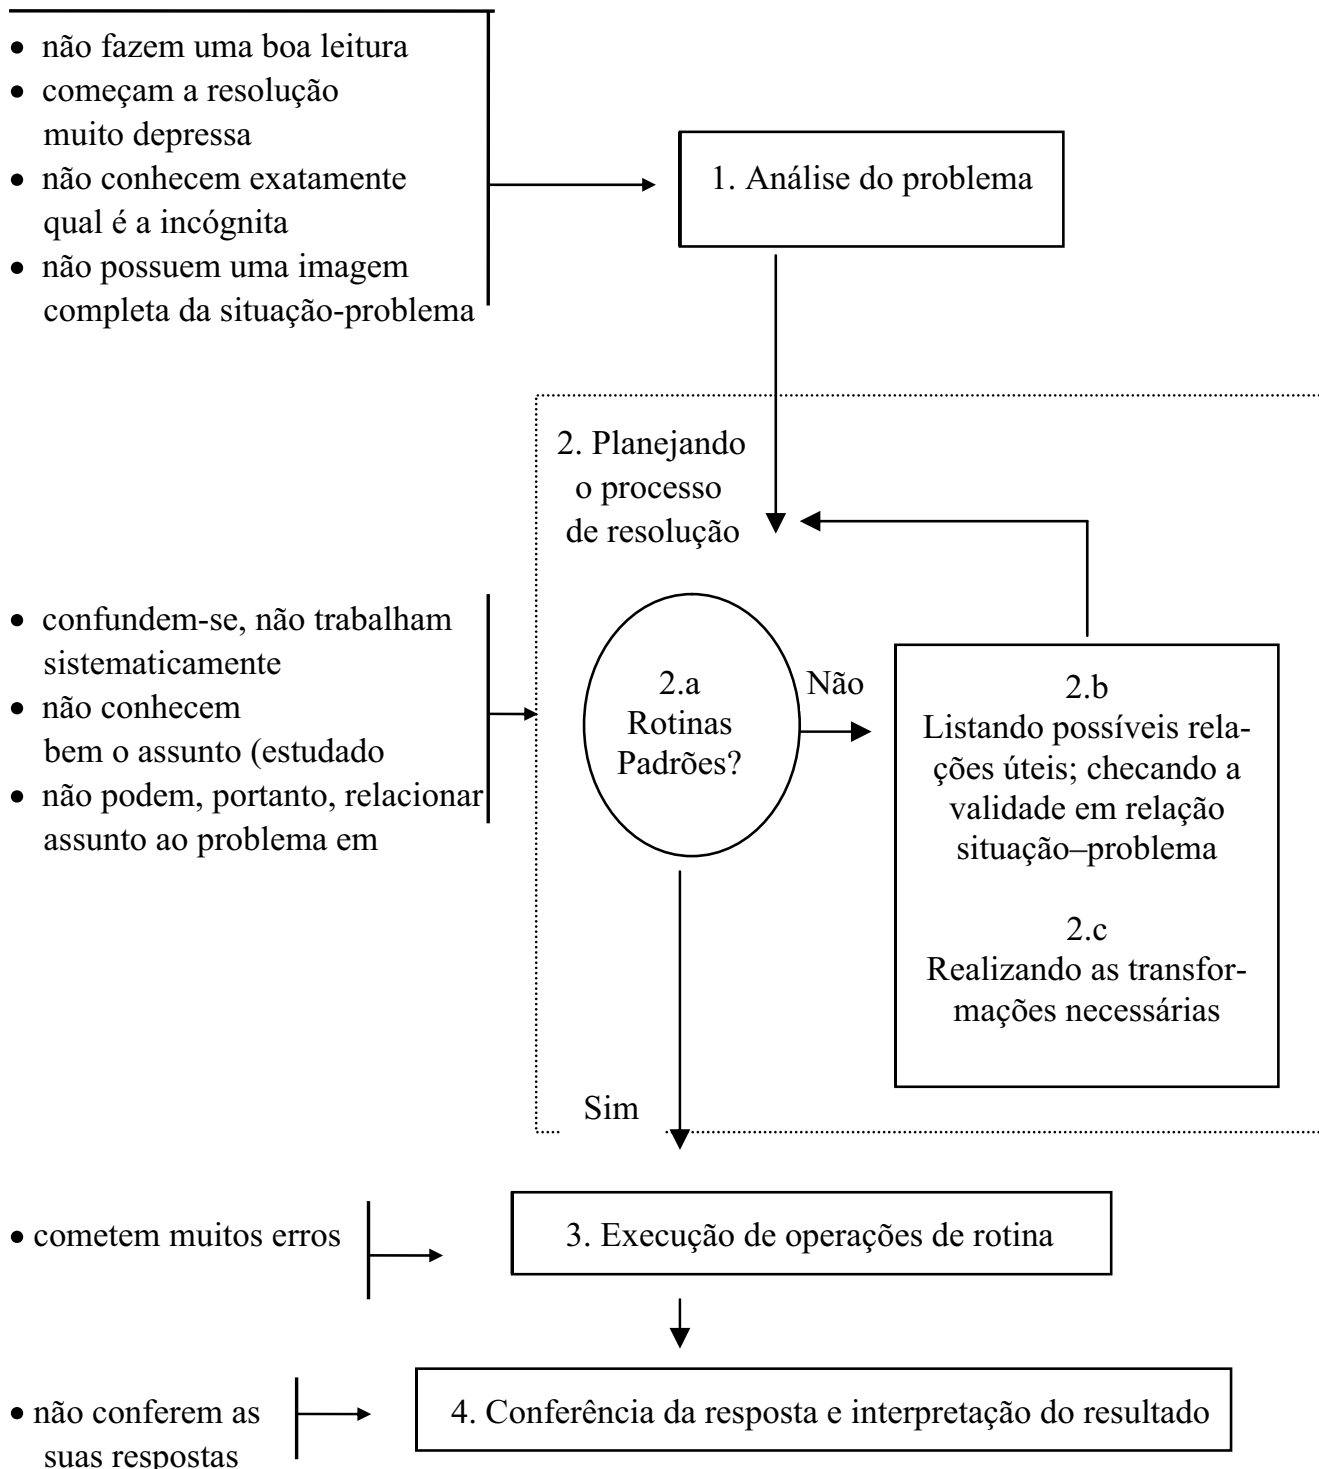 • não fazem uma boa leitura
• começam a resolução
muito depressa
• não conhecem exatamente
qual é a incógnita
• não possuem uma imagem
completa da situação-problema
1. Análise do problema
2. Planejando
o processo
de resolução
• confundem-se, não trabalham
sistematicamente
• não conhecem
bem o assunto (estudado
• não podem, portanto, relacionar
assunto ao problema em
2.a
Rotinas
Padrões?
Não
2.b
Listando possíveis rela-
ções úteis; checando a
validade em relação
situação–problema
2.c
Realizando as transfor-
mações necessárias
Sim
• cometem muitos erros
3. Execução de operações de rotina
• não conferem as
suas respostas
4. Conferência da resposta e interpretação do resultado